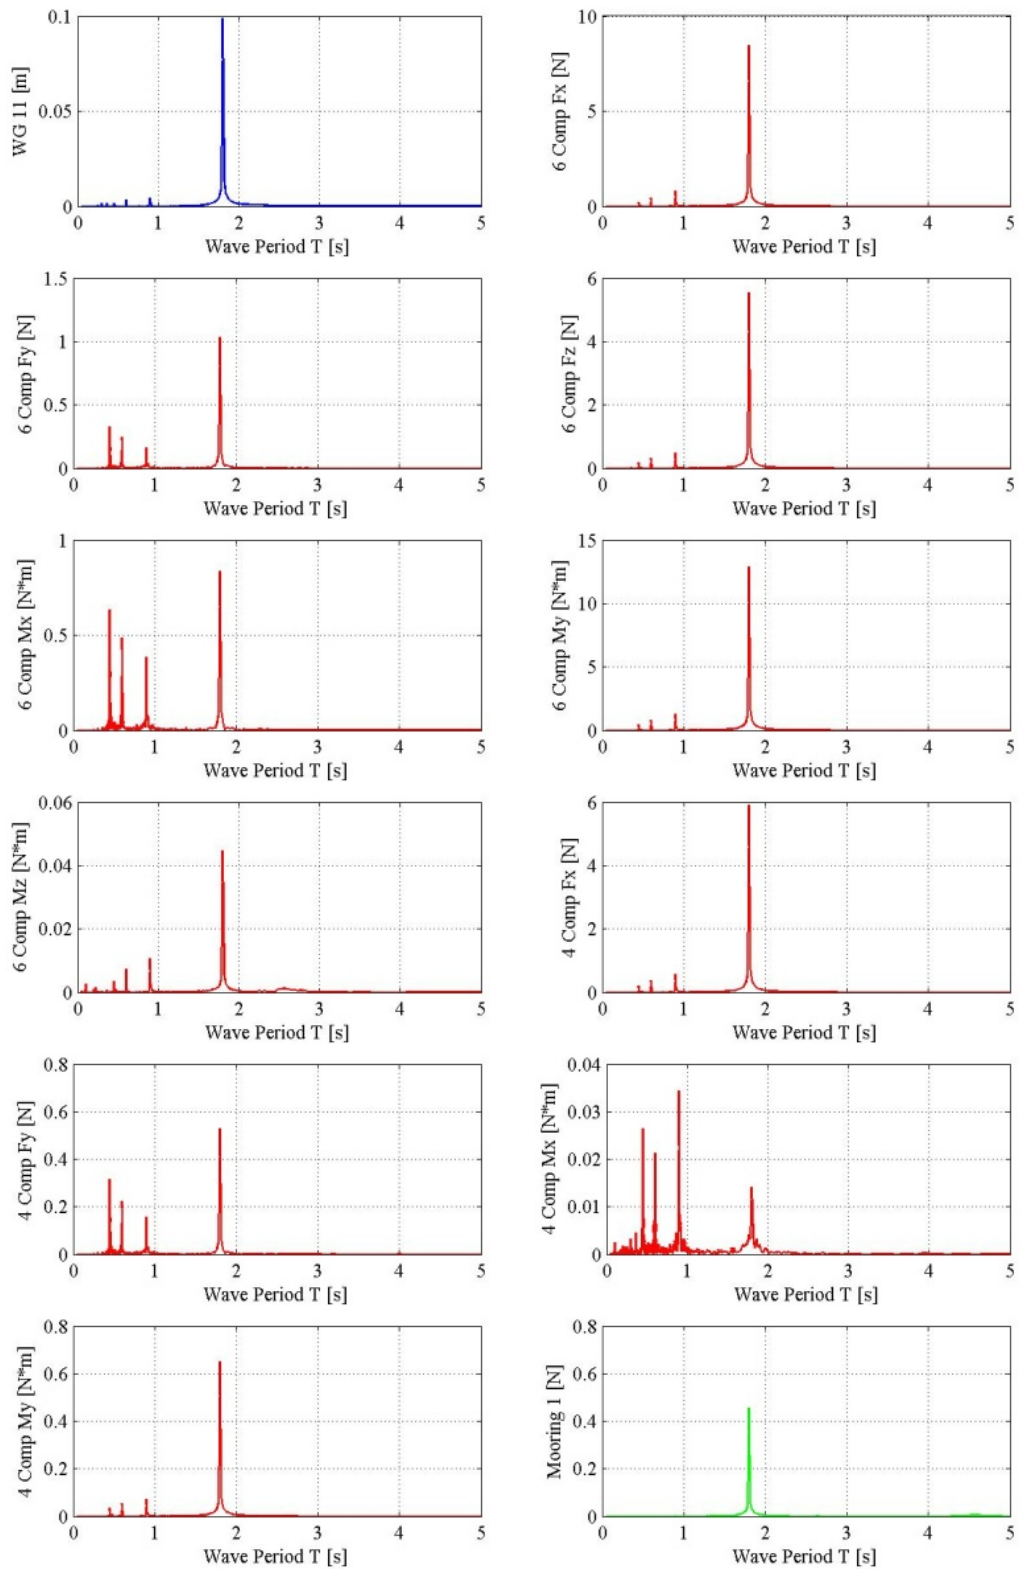 0.1
0.05
0
WG 11 [m]
0 1 2 3 4 5
Wave Period T [s]
10
5
0
6 Comp Fx [N]
0 1 2 3 4 5
Wave Period T [s]
1.5
1
0.5
0
6 Comp Fy [N]
0 1 2 3 4 5
Wave Period T [s]
6
4
2
0
6 Comp Fz [N]
0 1 2 3 4 5
Wave Period T [s]
1
0.5
0
6 Comp Mx [N*m]
0 1 2 3 4 5
Wave Period T [s]
15
10
5
0
6 Comp My [N*m]
0 1 2 3 4 5
Wave Period T [s]
0.06
0.04
0.02
0
6 Comp Mz [N*m]
0 1 2 3 4 5
Wave Period T [s]
6
4
2
0
4 Comp Fx [N]
0 1 2 3 4 5
Wave Period T [s]
0.8
0.6
0.4
0.2
0
4 Comp Fy [N]
0 1 2 3 4 5
Wave Period T [s]
0.04
0.03
0.02
0.01
0
4 Comp Mx [N*m]
0 1 2 3 4 5
Wave Period T [s]
0.8
0.6
0.4
0.2
0
4 Comp My [N*m]
0 1 2 3 4 5
Wave Period T [s]
0.8
0.6
0.4
0.2
0
Mooring 1 [N]
0 1 2 3 4 5
Wave Period T [s]